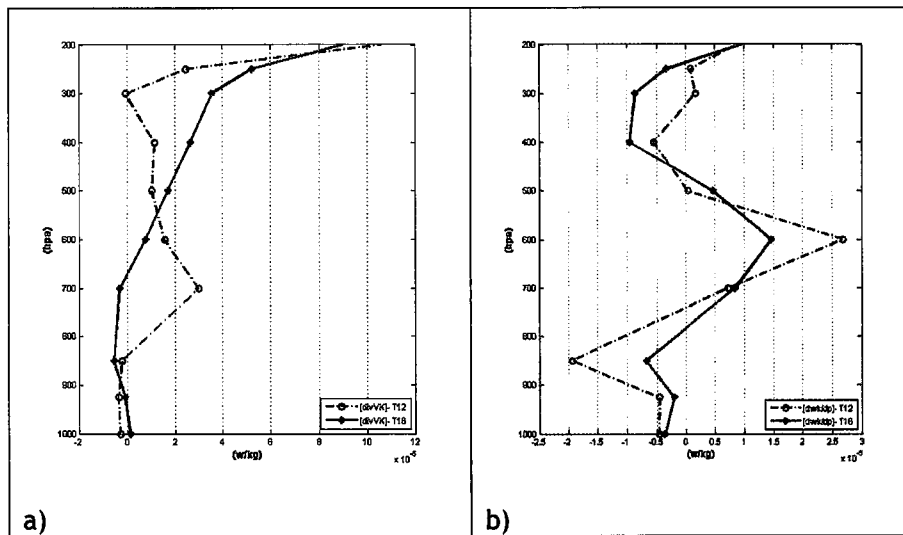 200
300
400
500
600
700
800
900
1000
(hpa)
-2 0 2 4 6 8 10 12
(w/kg)
x 10⁻⁵
[divVK]- T12
[divVK]- T18
a)
200
300
400
500
600
700
800
900
1000
(hpa)
-2.5 -2 -1.5 -1 -0.5 0 0.5 1 1.5 2 2.5 3
(w/kg)
x 10⁻⁵
[dwk/dp]- T12
[dwk/dp]- T18
b)